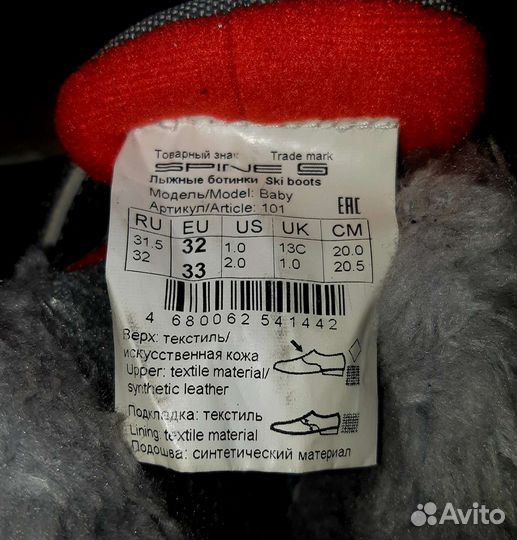 Товарный знак Trade mark
SPINE
Лыжные ботинки Ski boots
Модель/Model: Baby
Артикул/Article: 101
EAC
RU EU US UK CM
31.5 32 1.0 13C 20.0
32 33 2.0 1.0 20.5
4 680062 541442
Верх: текстиль/
искусственная кожа
Upper: textile material/
synthetic leather
Подкладка: текстиль
Lining: textile material
Подошва: синтетический материал
Avito